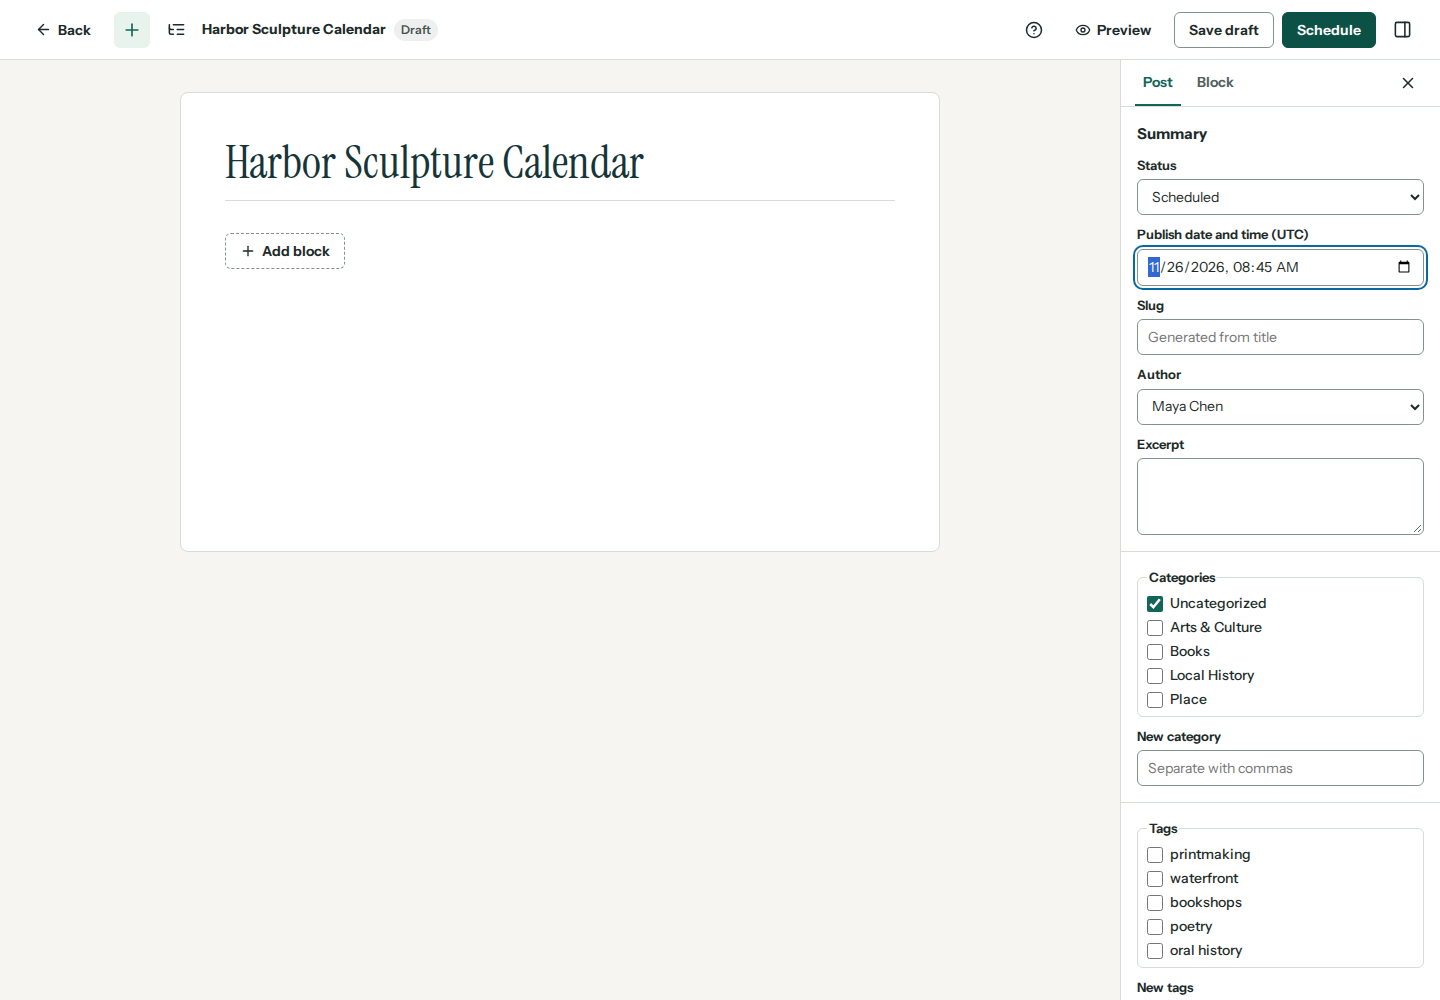 Back
Harbor Sculpture Calendar Draft
Preview
Save draft
Schedule
Harbor Sculpture Calendar
Add block
Post Block
Summary
Status
Scheduled
Publish date and time (UTC)
11/26/2026, 08:45 AM
Slug
Generated from title
Author
Maya Chen
Excerpt
Categories
Uncategorized
Arts & Culture
Books
Local History
Place
New category
Separate with commas
Tags
printmaking
waterfront
bookshops
poetry
oral history
New tags